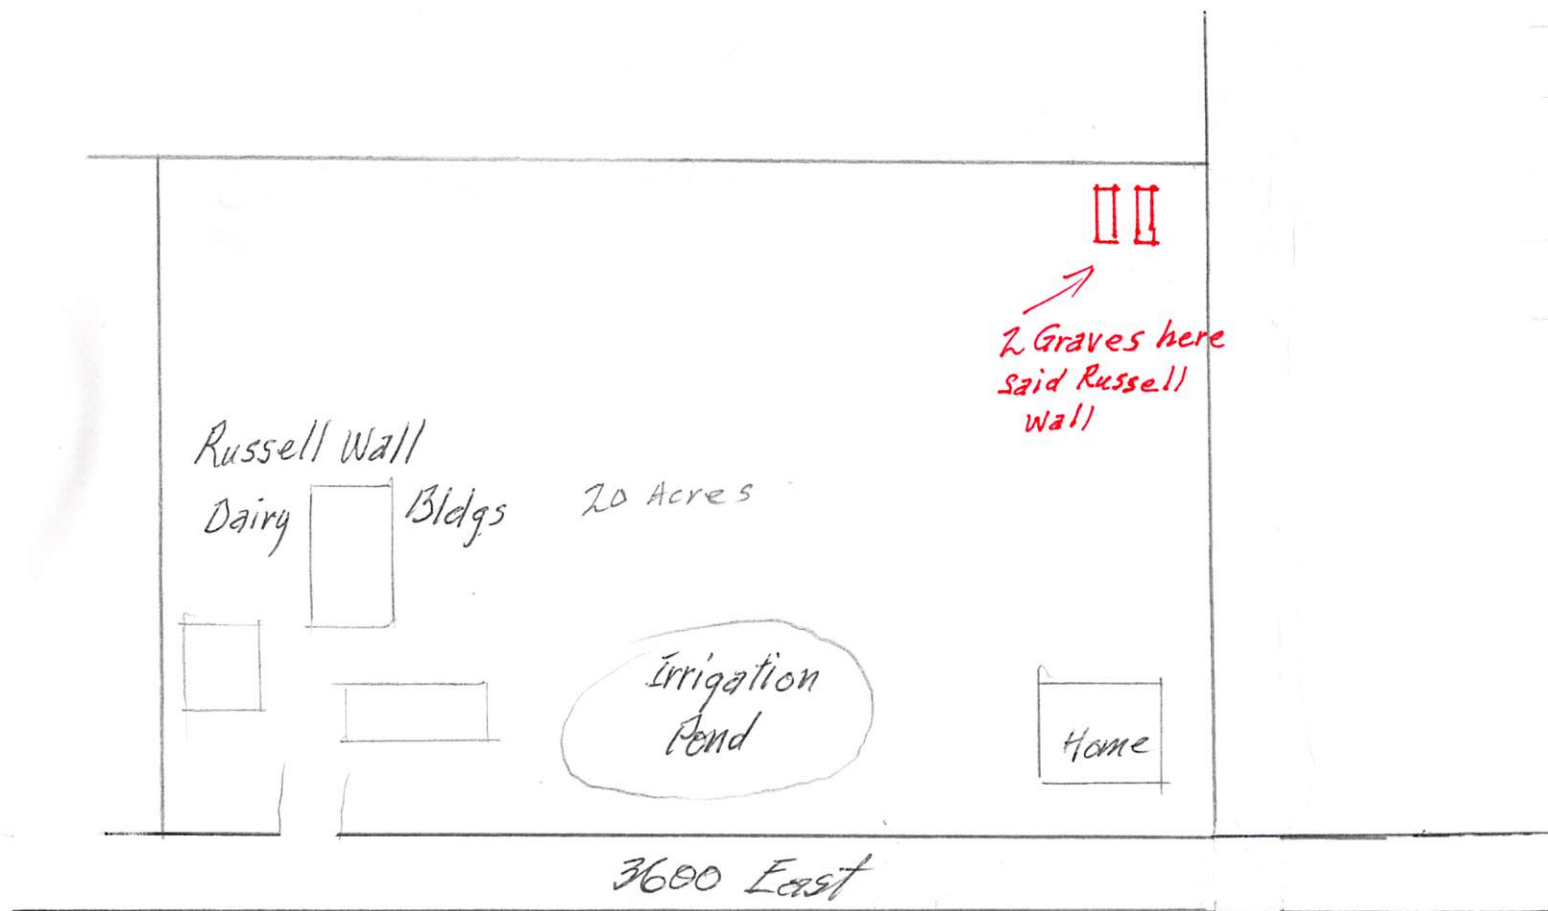 2 Graves here
said Russell
Wall
Russell Wall
Dairy Bldgs
20 Acres
Irrigation
Pond
Home
3600 East